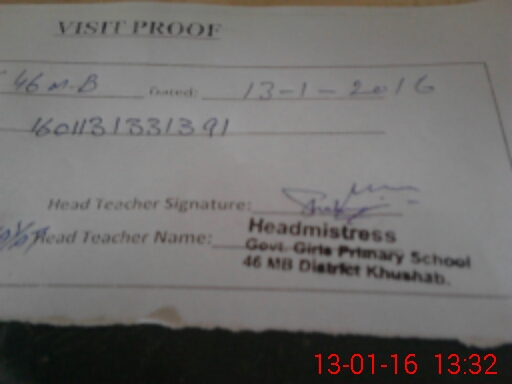 VISIT PROOF
46 M.B Dated: 13-1-2016
1601131331391
Head Teacher Signature:
Head Teacher Name:
Headmistress
Govt. Girls Primary School
46 MB District Khushab.
13-01-16 13:32